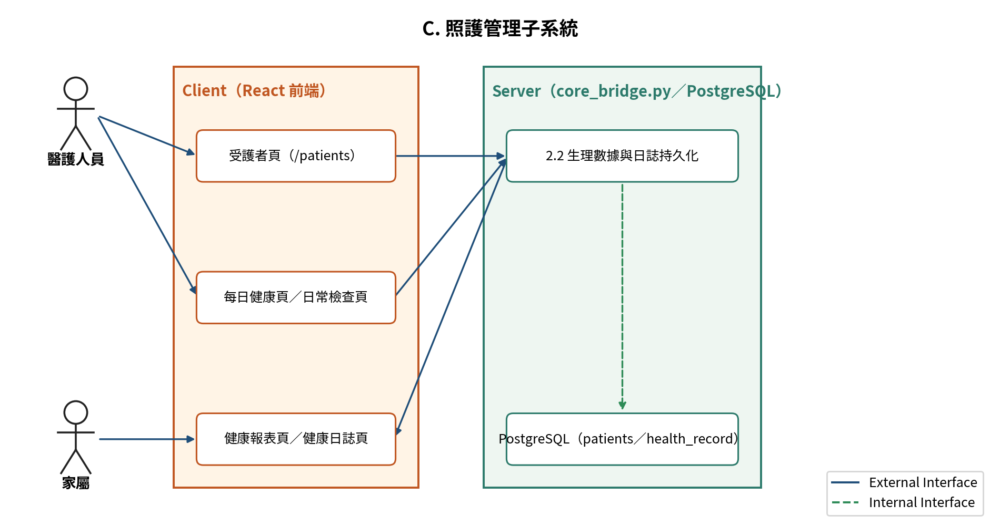 C. 照護管理子系統
Client（React 前端）
Server（core_bridge.py／PostgreSQL）
醫護人員
受護者頁（/patients）
2.2 生理數據與日誌持久化
每日健康頁／日常檢查頁
家屬
健康報表頁／健康日誌頁
PostgreSQL（patients／health_record）
External Interface
Internal Interface